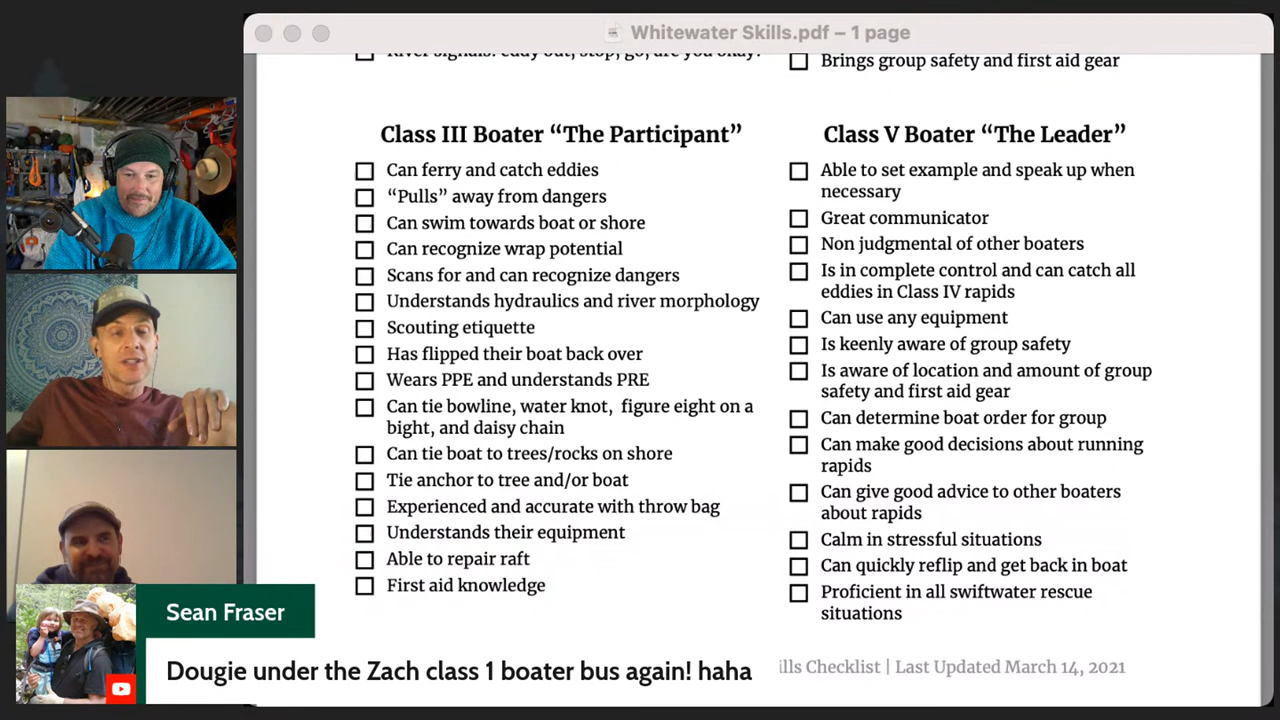 Whitewater Skills.pdf – 1 page
River signals: eddy out, stop, go, are you okay?
Brings group safety and first aid gear
Class III Boater “The Participant”
Can ferry and catch eddies
“Pulls” away from dangers
Can swim towards boat or shore
Can recognize wrap potential
Scans for and can recognize dangers
Understands hydraulics and river morphology
Scouting etiquette
Has flipped their boat back over
Wears PPE and understands PRE
Can tie bowline, water knot,  figure eight on a
bight, and daisy chain
Can tie boat to trees/rocks on shore
Tie anchor to tree and/or boat
Experienced and accurate with throw bag
Understands their equipment
Able to repair raft
First aid knowledge
Class V Boater “The Leader”
Able to set example and speak up when
necessary
Great communicator
Non judgmental of other boaters
Is in complete control and can catch all
eddies in Class IV rapids
Can use any equipment
Is keenly aware of group safety
Is aware of location and amount of group
safety and first aid gear
Can determine boat order for group
Can make good decisions about running
rapids
Can give good advice to other boaters
about rapids
Calm in stressful situations
Can quickly reflip and get back in boat
Proficient in all swiftwater rescue
situations
ills Checklist | Last Updated March 14, 2021
Sean Fraser
Dougie under the Zach class 1 boater bus again! haha